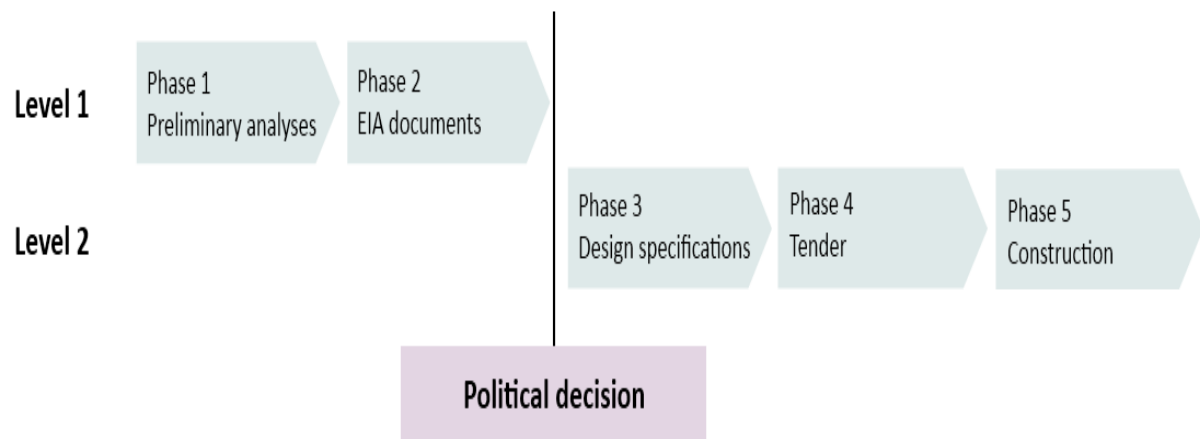 Level 1
Phase 1
Preliminary analyses
Phase 2
EIA documents
Level 2
Phase 3
Design specifications
Phase 4
Tender
Phase 5
Construction
Political decision